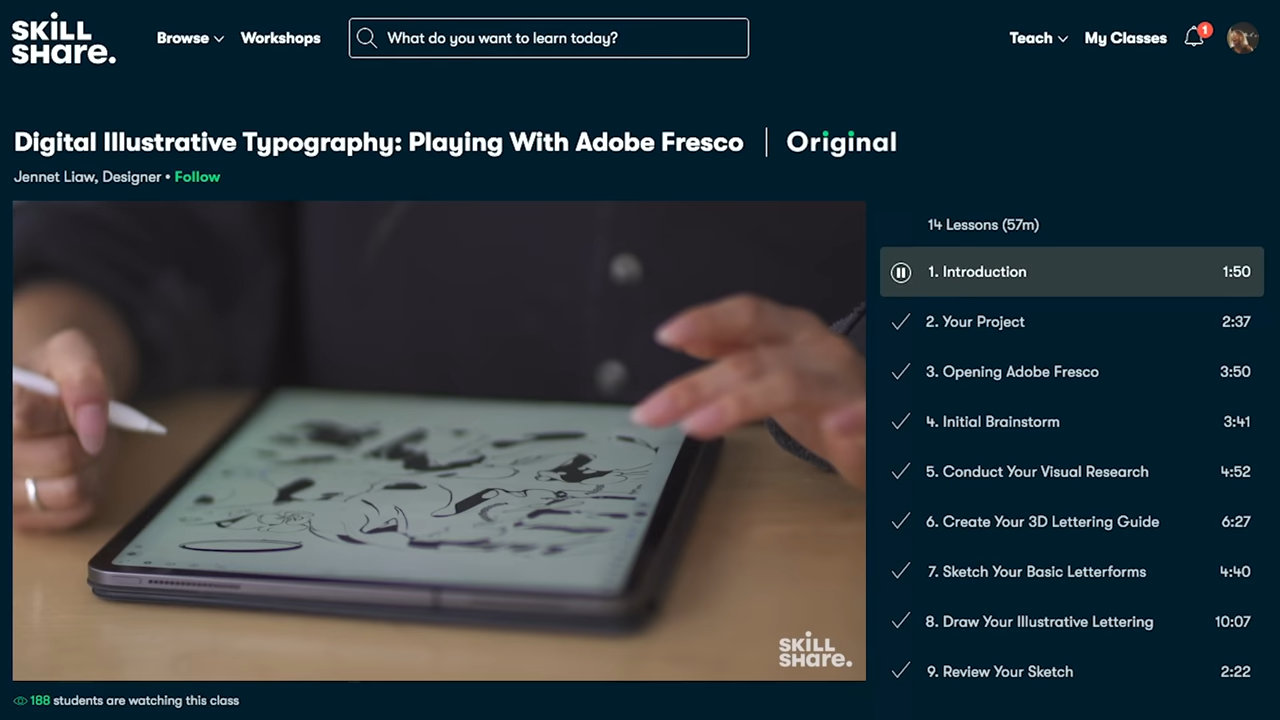 SKILL
SHare.
Browse
Workshops
What do you want to learn today?
Teach
My Classes
1
Digital Illustrative Typography: Playing With Adobe Fresco | Original
Jennet Liaw, Designer • Follow
14 Lessons (57m)
1. Introduction 1:50
2. Your Project 2:37
3. Opening Adobe Fresco 3:50
4. Initial Brainstorm 3:41
5. Conduct Your Visual Research 4:52
6. Create Your 3D Lettering Guide 6:27
7. Sketch Your Basic Letterforms 4:40
8. Draw Your Illustrative Lettering 10:07
9. Review Your Sketch 2:22
SKILL
SHare.
188 students are watching this class